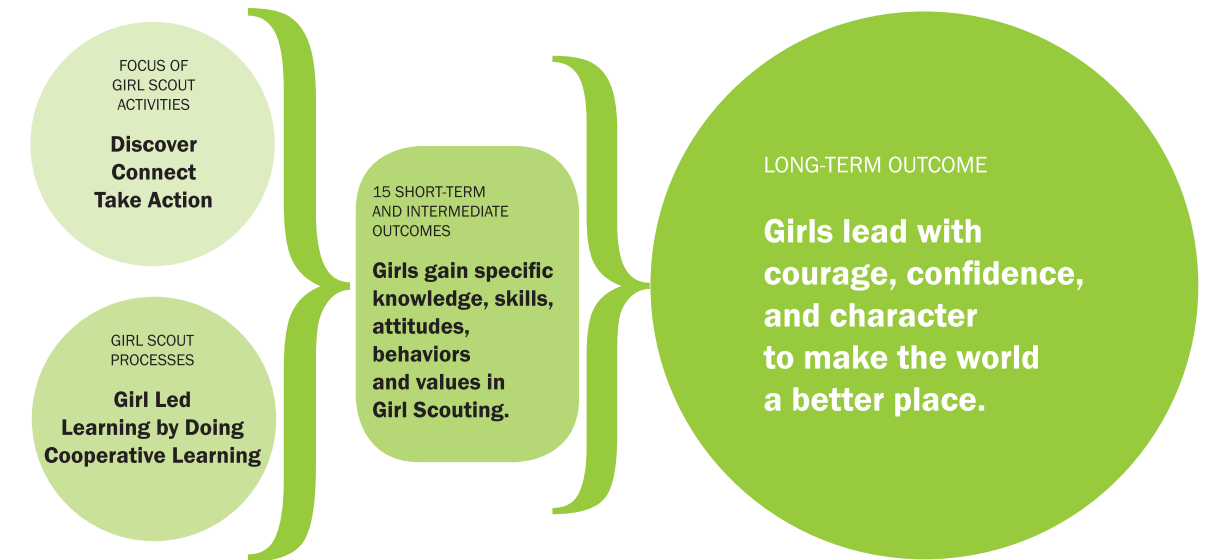 FOCUS OF
GIRL SCOUT
ACTIVITIES
Discover
Connect
Take Action
GIRL SCOUT
PROCESSES
Girl Led
Learning by Doing
Cooperative Learning
15 SHORT-TERM
AND INTERMEDIATE
OUTCOMES
Girls gain specific
knowledge, skills,
attitudes,
behaviors
and values in
Girl Scouting.
LONG-TERM OUTCOME
Girls lead with
courage, confidence,
and character
to make the world
a better place.